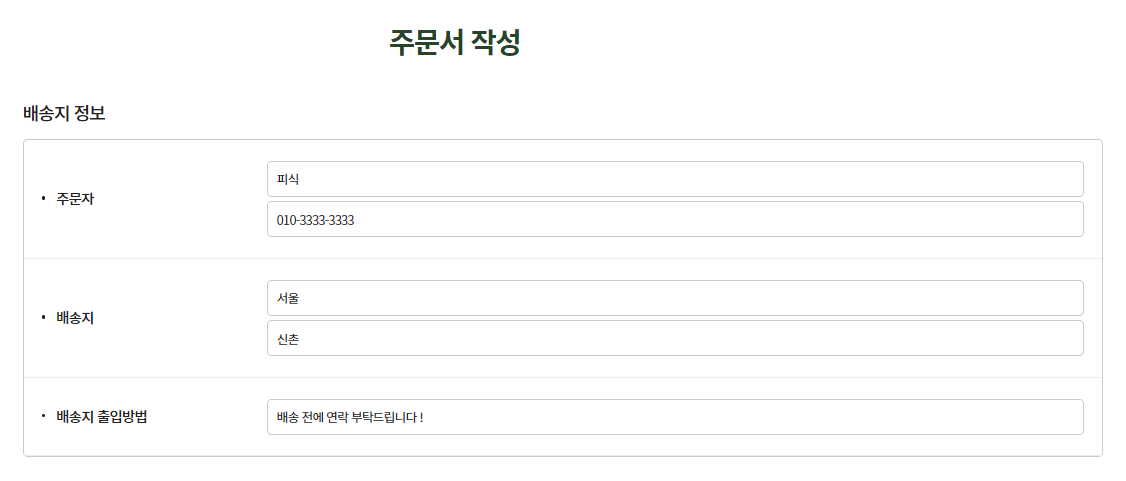 주문서 작성
배송지 정보
· 주문자
피식
010-3333-3333
· 배송지
서울
신촌
· 배송지 출입방법
배송 전에 연락 부탁드립니다 !